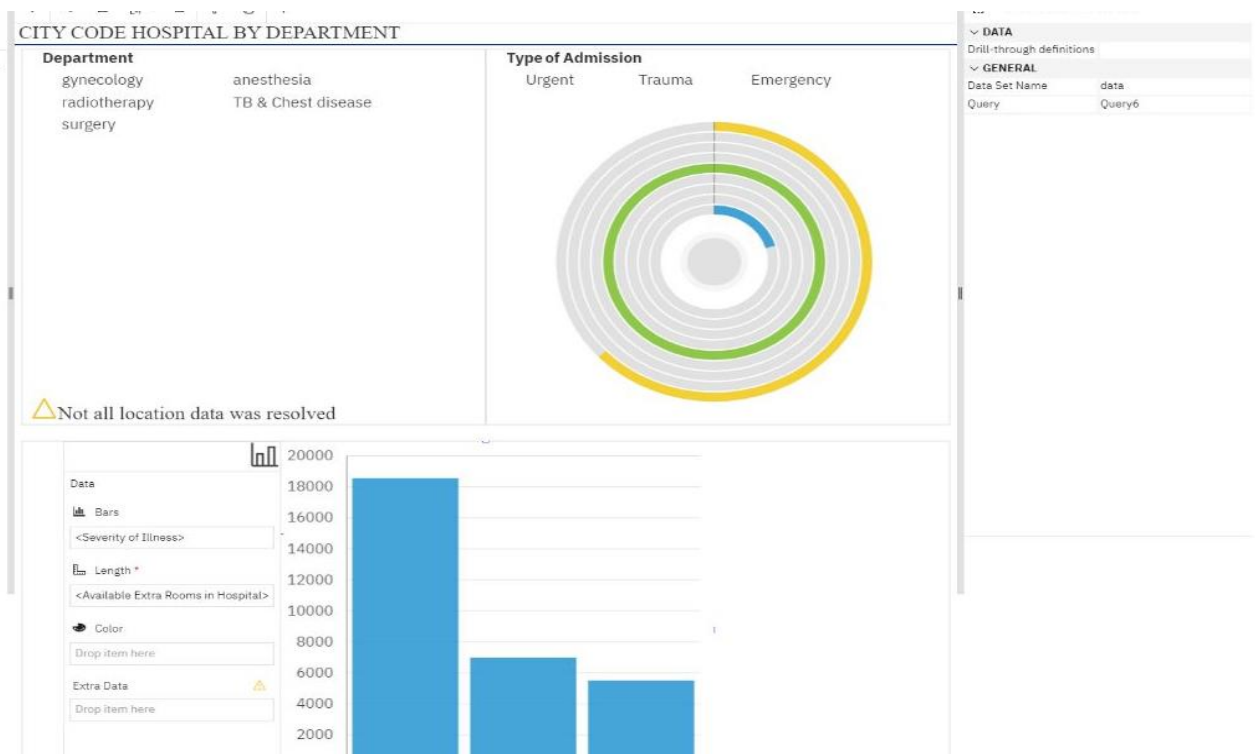 CITY CODE HOSPITAL BY DEPARTMENT
Department
gynecology anesthesia
radiotherapy TB & Chest disease
surgery
Not all location data was resolved
Type of Admission
Urgent Trauma Emergency
Data
Bars
<Severity of Illness>
Length *
<Available Extra Rooms in Hospital>
Color
Drop item here
Extra Data
Drop item here
20000
18000
16000
14000
12000
10000
8000
6000
4000
2000
DATA
Drill-through definitions
GENERAL
Data Set Name data
Query Query6